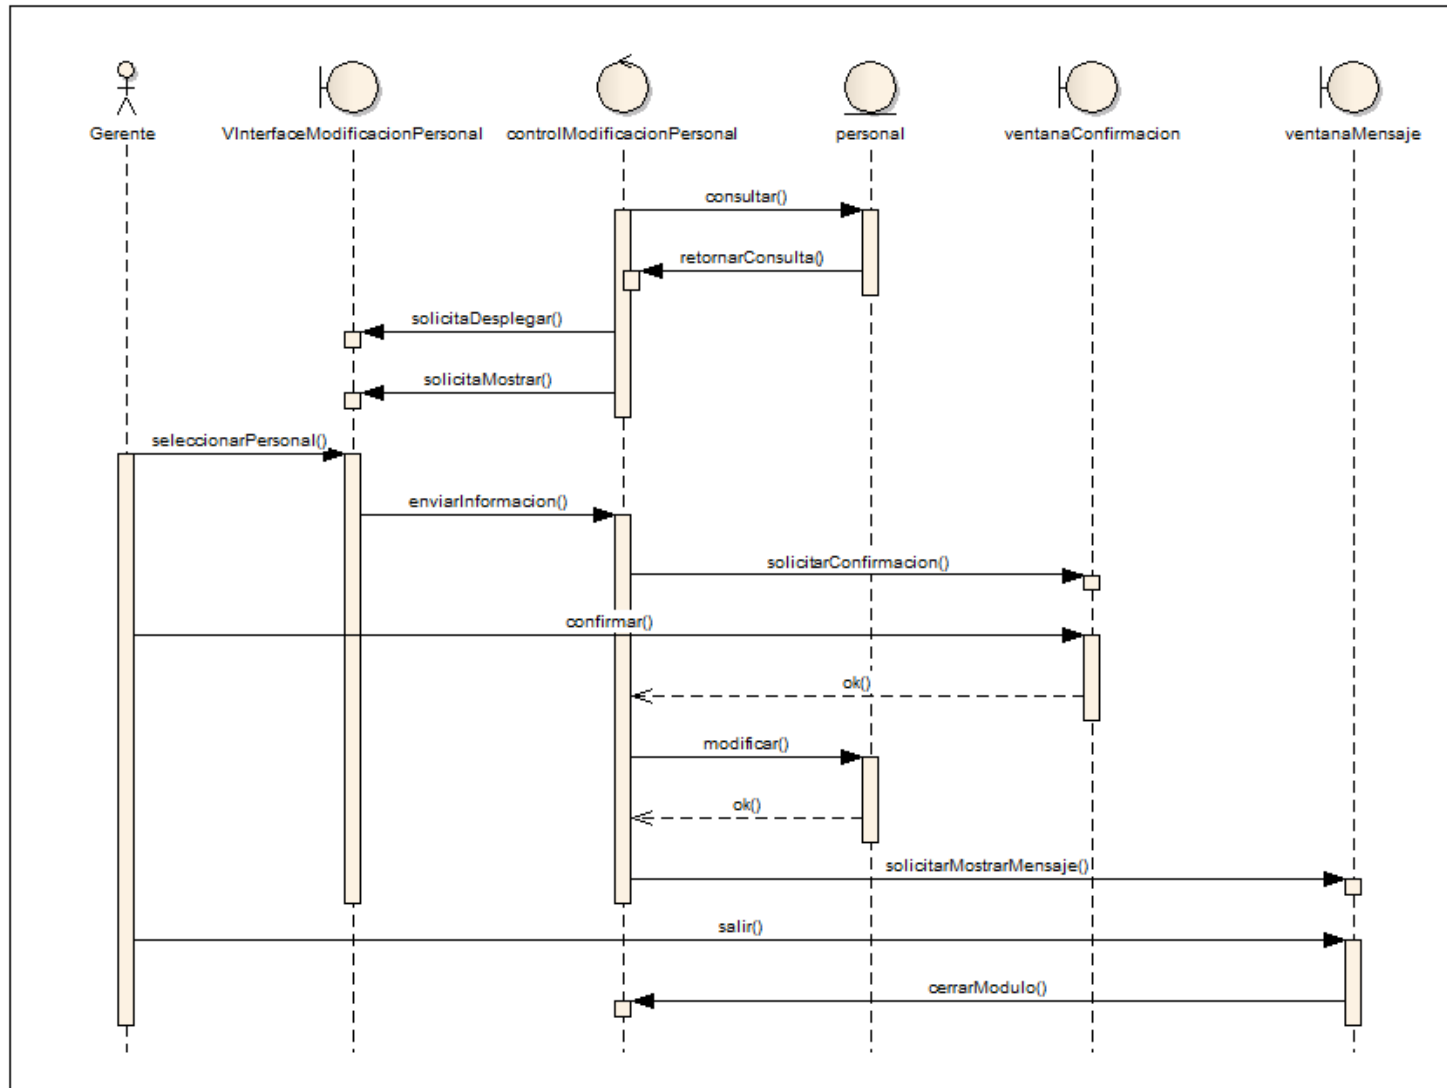 Gerente
VInterfaceModificacionPersonal
controlModificacionPersonal
personal
ventanaConfirmacion
ventanaMensaje
consultar()
retornarConsulta()
solicitaDesplegar()
solicitaMostrar()
seleccionarPersonal()
enviarInformacion()
solicitarConfirmacion()
confirmar()
ok()
modificar()
ok()
solicitarMostrarMensaje()
salir()
cerrarModulo()